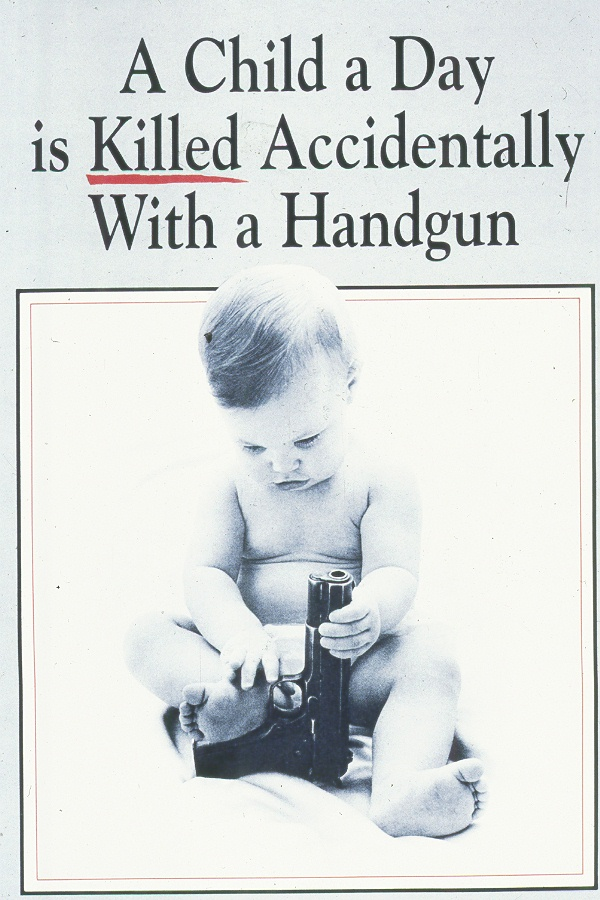 A Child a Day
is Killed Accidentally
With a Handgun